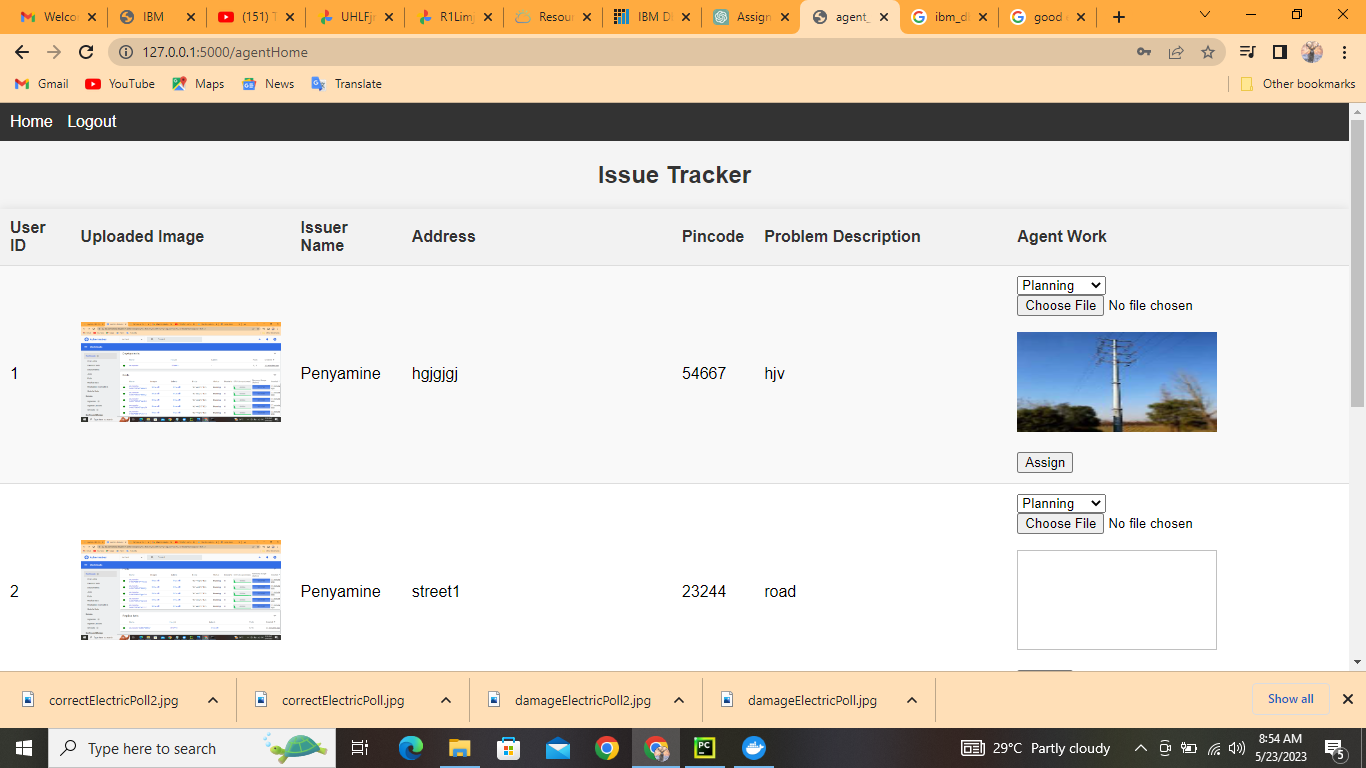 Welco
IBM
(151) T
UHLFjr
R1Lim
Resou
IBM D
Assign
agent_
ibm_d
good
127.0.0.1:5000/agentHome
Gmail
YouTube
Maps
News
Translate
Other bookmarks
Home
Logout
Issue Tracker
User ID
Uploaded Image
Issuer Name
Address
Pincode
Problem Description
Agent Work
1
Penyamine
hgjgjgj
54667
hjv
Planning
Choose File No file chosen
Assign
2
Penyamine
street1
23244
road
Planning
Choose File No file chosen
correctElectricPoll2.jpg
correctElectricPoll.jpg
damageElectricPoll2.jpg
damageElectricPoll.jpg
Show all
Type here to search
PC
29°C Partly cloudy
8:54 AM
5/23/2023
5